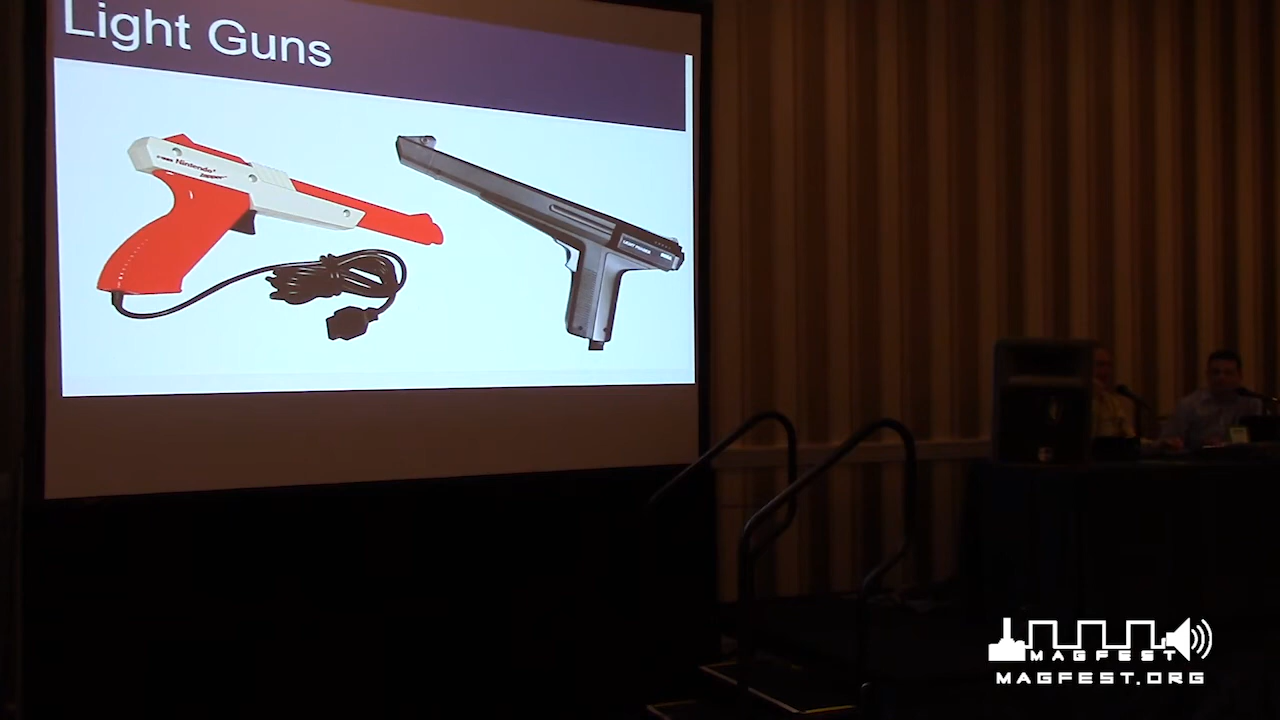 Light Guns
Nintendo
Zapper
LIGHT PHASER
MAGFEST
MAGFEST.ORG